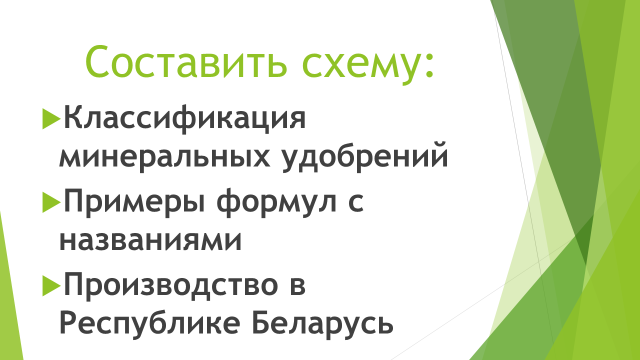 Составить схему:
Классификация
минеральных удобрений
Примеры формул с
названиями
Производство в
Республике Беларусь